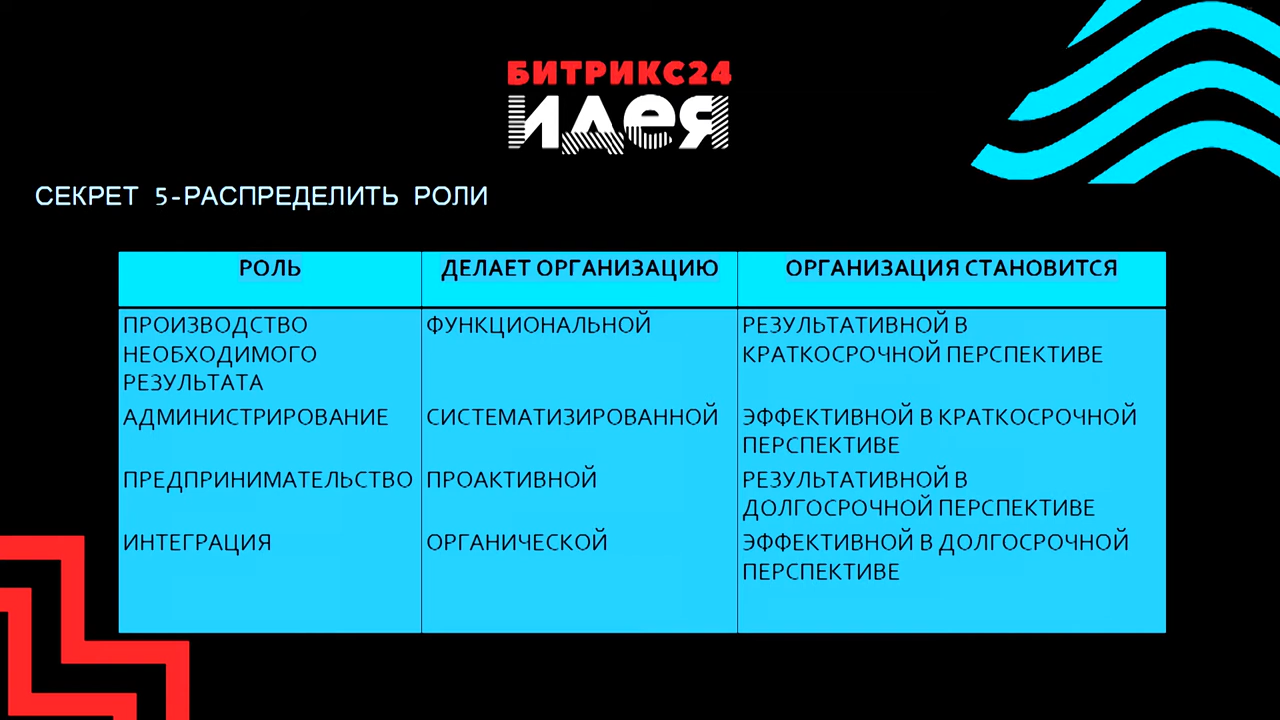 БИТРИКС24
идея
СЕКРЕТ 5-РАСПРЕДЕЛИТЬ РОЛИ
РОЛЬ ДЕЛАЕТ ОРГАНИЗАЦИЮ ОРГАНИЗАЦИЯ СТАНОВИТСЯ
ПРОИЗВОДСТВО ФУНКЦИОНАЛЬНОЙ РЕЗУЛЬТАТИВНОЙ В
НЕОБХОДИМОГО КРАТКОСРОЧНОЙ ПЕРСПЕКТИВЕ
РЕЗУЛЬТАТА
АДМИНИСТРИРОВАНИЕ СИСТЕМАТИЗИРОВАННОЙ ЭФФЕКТИВНОЙ В КРАТКОСРОЧНОЙ
ПЕРСПЕКТИВЕ
ПРЕДПРИНИМАТЕЛЬСТВО ПРОАКТИВНОЙ РЕЗУЛЬТАТИВНОЙ В
ДОЛГОСРОЧНОЙ ПЕРСПЕКТИВЕ
ИНТЕГРАЦИЯ ОРГАНИЧЕСКОЙ ЭФФЕКТИВНОЙ В ДОЛГОСРОЧНОЙ
ПЕРСПЕКТИВЕ